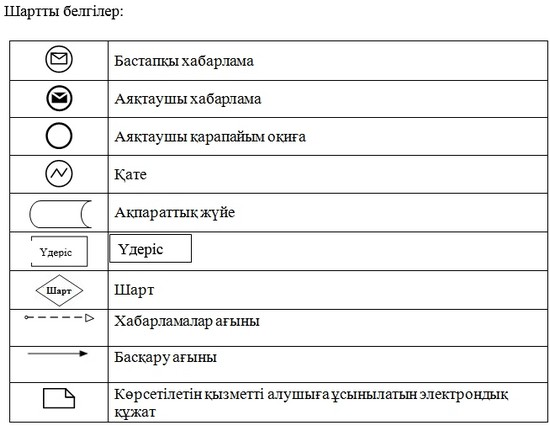 Шартты белгілер:
Бастапқы хабарлама
Аяқтаушы хабарлама
Аяқтаушы қарапайым оқиға
Қате
Ақпараттық жүйе
Үдеріс Үдеріс
Шарт Шарт
Хабарламалар ағыны
Басқару ағыны
Көрсетілетін қызметті алушыға ұсынылатын электрондық
құжат